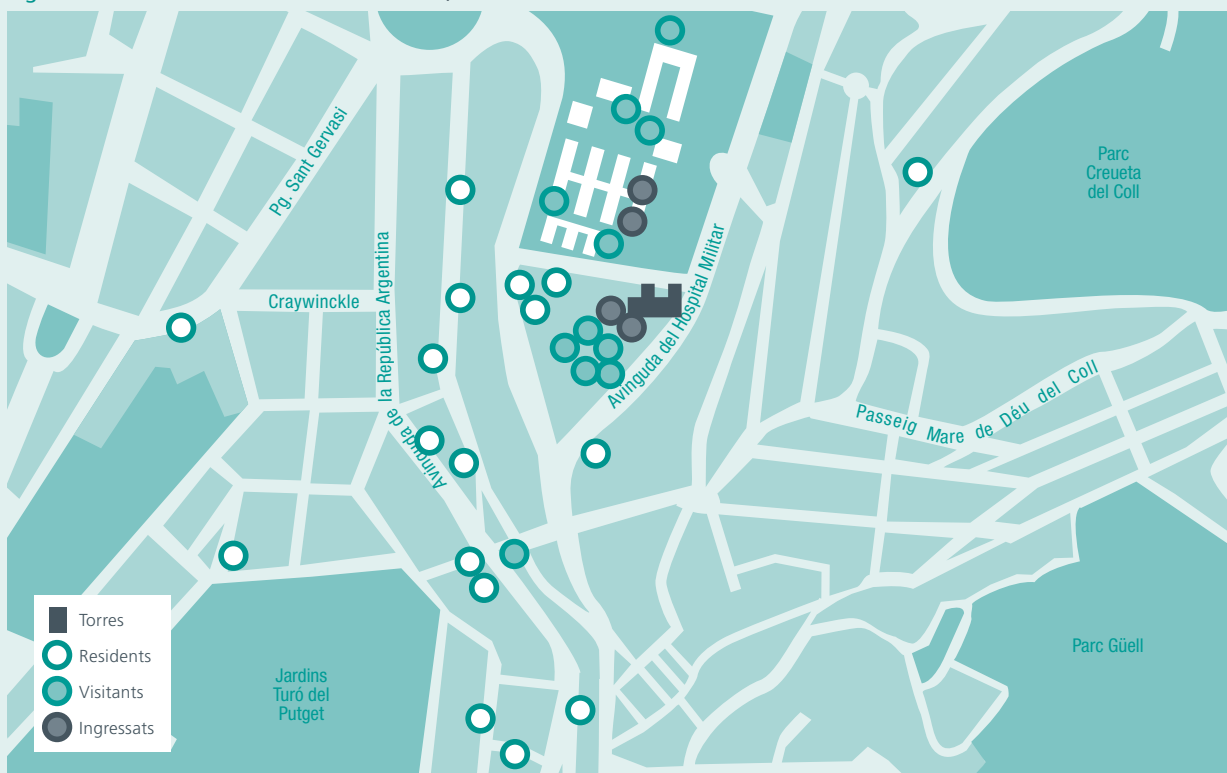 Pg. Sant Gervasi
Craywinckle
Avinguda de la República Argentina
Avinguda del Hospital Militar
Parc
Creueta
del Coll
Passeig Mare de Déu del Coll
Parc Güell
Jardins
Turó del
Putget
Torres
Residents
Visitants
Ingressats